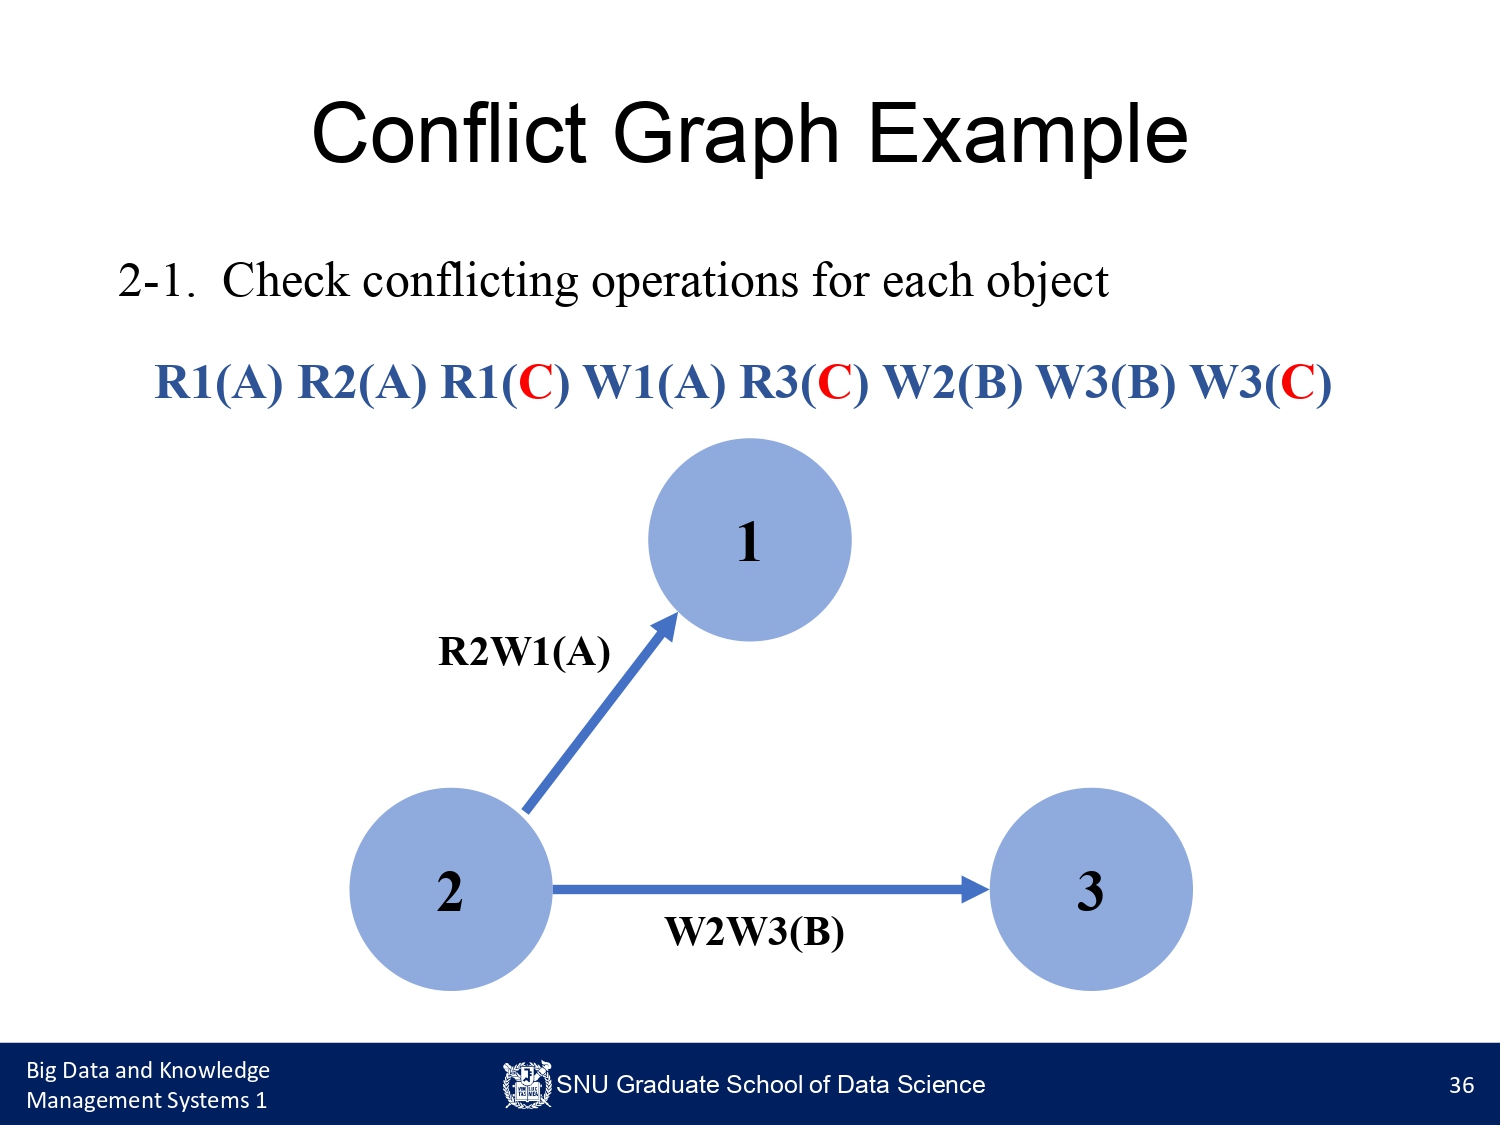 Conflict Graph Example
2-1. Check conflicting operations for each object
R1(A) R2(A) R1(C) W1(A) R3(C) W2(B) W3(B) W3(C)
1
R2W1(A)
2
3
W2W3(B)
Big Data and Knowledge
Management Systems 1
SNU Graduate School of Data Science
36